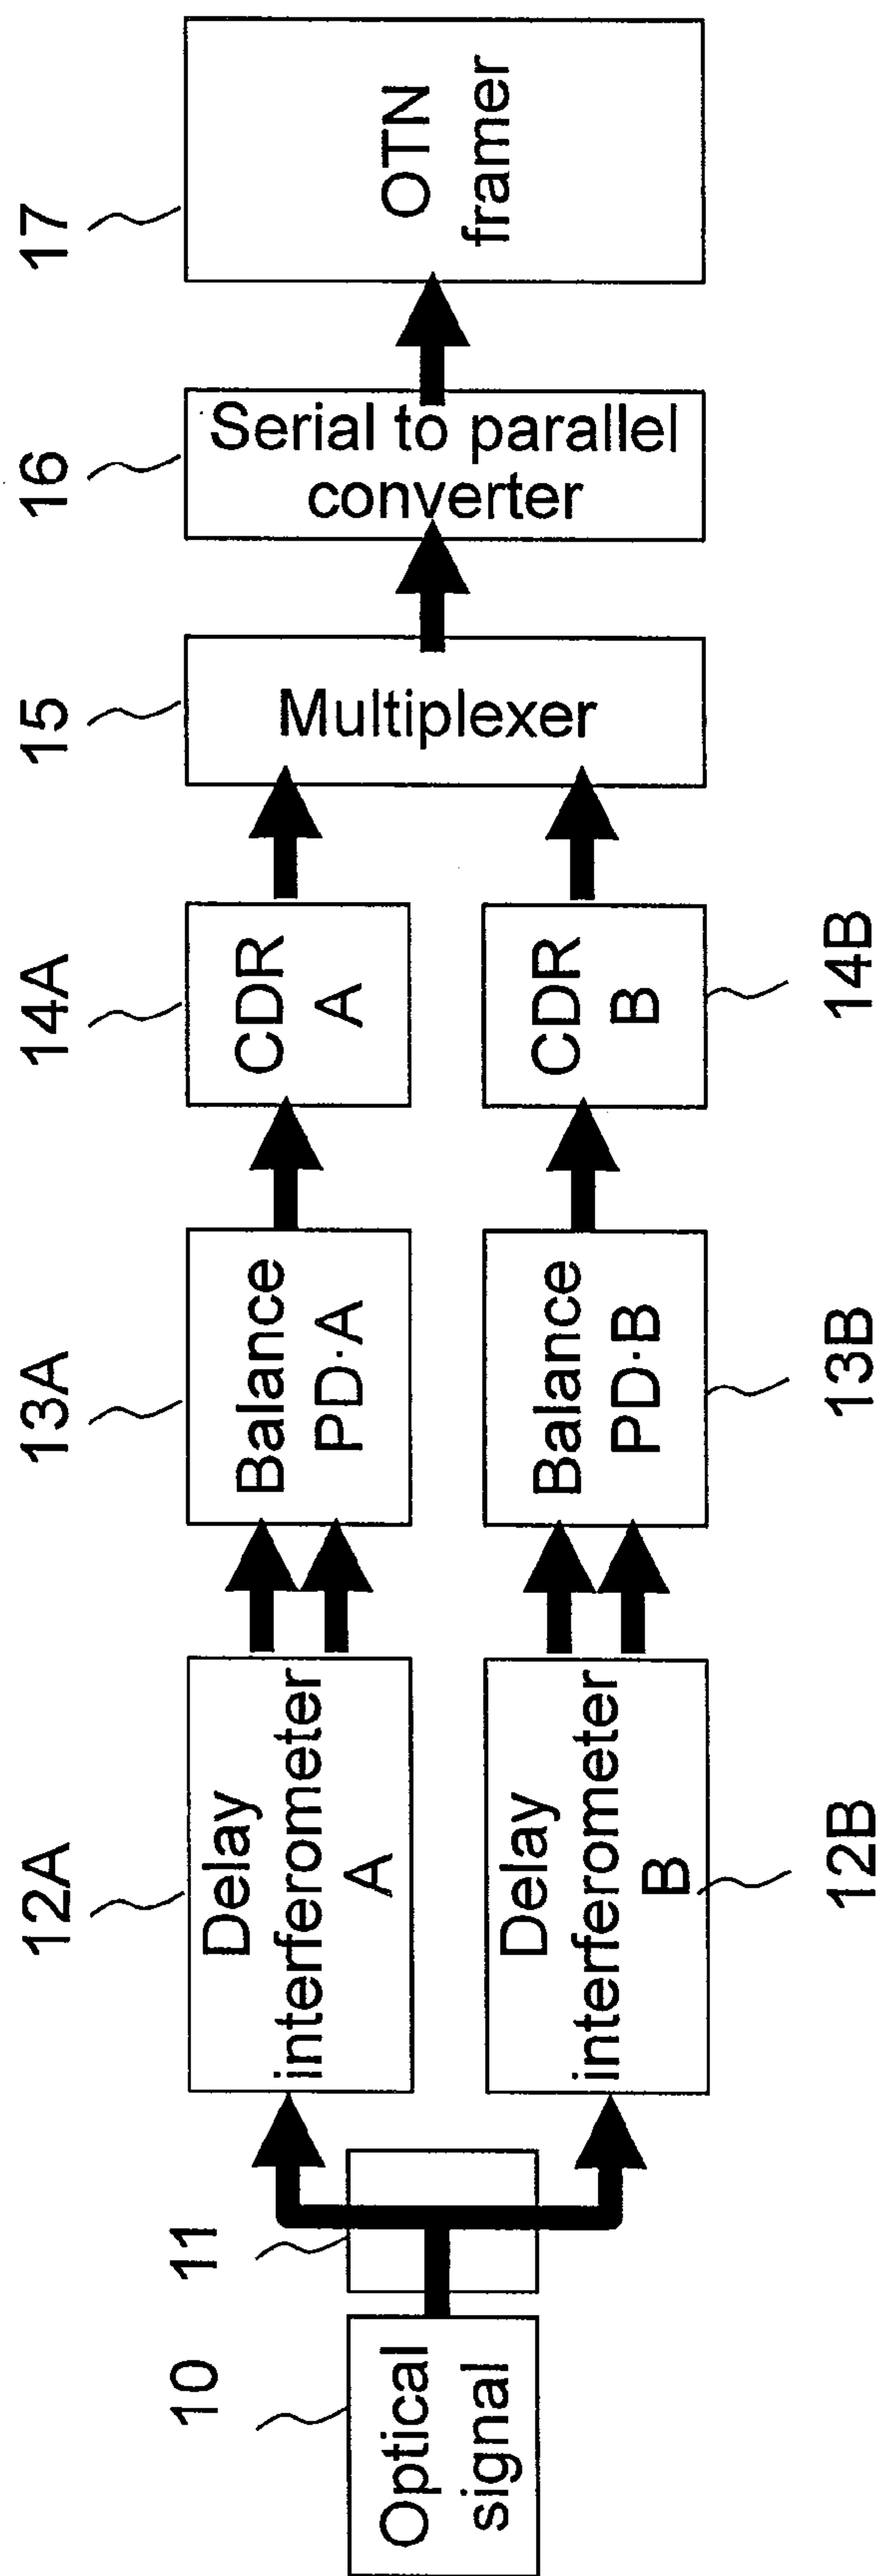 10
Optical
signal
11
12A
Delay
interferometer
A
12B
Delay
interferometer
B
13A
Balance
PD·A
13B
Balance
PD·B
14A
CDR
A
14B
CDR
B
15
Multiplexer
16
Serial to parallel
converter
17
OTN
framer